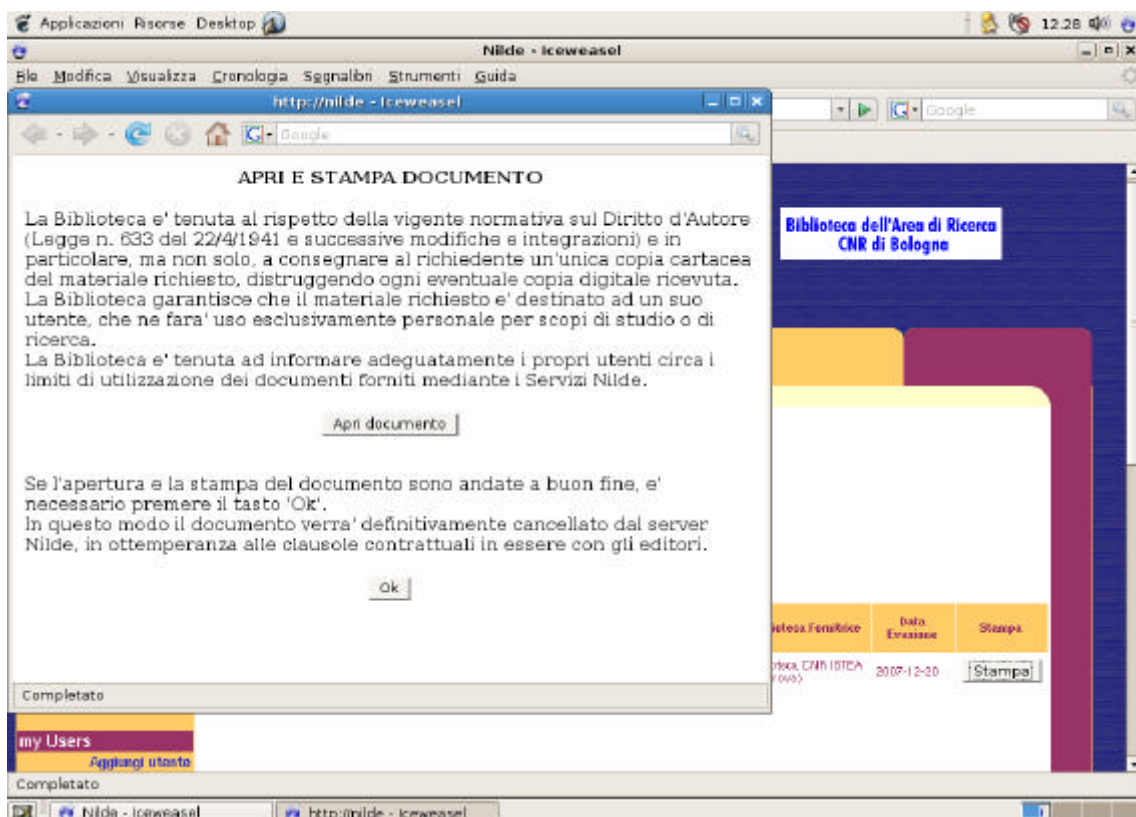 Applicazioni Risorse Desktop
12.28
Nilde - Iceweasel
File Modifica Visualizza Cronologia Segnalibri Strumenti Guida
http://nilde - Iceweasel
Google
Google
APRI E STAMPA DOCUMENTO
La Biblioteca e' tenuta al rispetto della vigente normativa sul Diritto d'Autore
(Legge n. 633 del 22/4/1941 e successive modifiche e integrazioni) e in
particolare, ma non solo, a consegnare al richiedente un'unica copia cartacea
del materiale richiesto, distruggendo ogni eventuale copia digitale ricevuta.
La Biblioteca garantisce che il materiale richiesto e' destinato ad un suo
utente, che ne fara' uso esclusivamente personale per scopi di studio o di
ricerca.
La Biblioteca e' tenuta ad informare adeguatamente i propri utenti circa i
limiti di utilizzazione dei documenti forniti mediante i Servizi Nilde.
Apri documento
Se l'apertura e la stampa del documento sono andate a buon fine, e'
necessario premere il tasto 'Ok'.
In questo modo il documento verra' definitivamente cancellato dal server
Nilde, in ottemperanza alle clausole contrattuali in essere con gli editori.
Ok
Completato
Biblioteca dell'Area di Ricerca
CNR di Bologna
Fornitrice
Data
Evasione
Stampa
CNR ISTEA
2007-12-20
Stampa
my Users
Aggiungi utente
Completato
Nilde - Iceweasel
http://nilde - Iceweasel